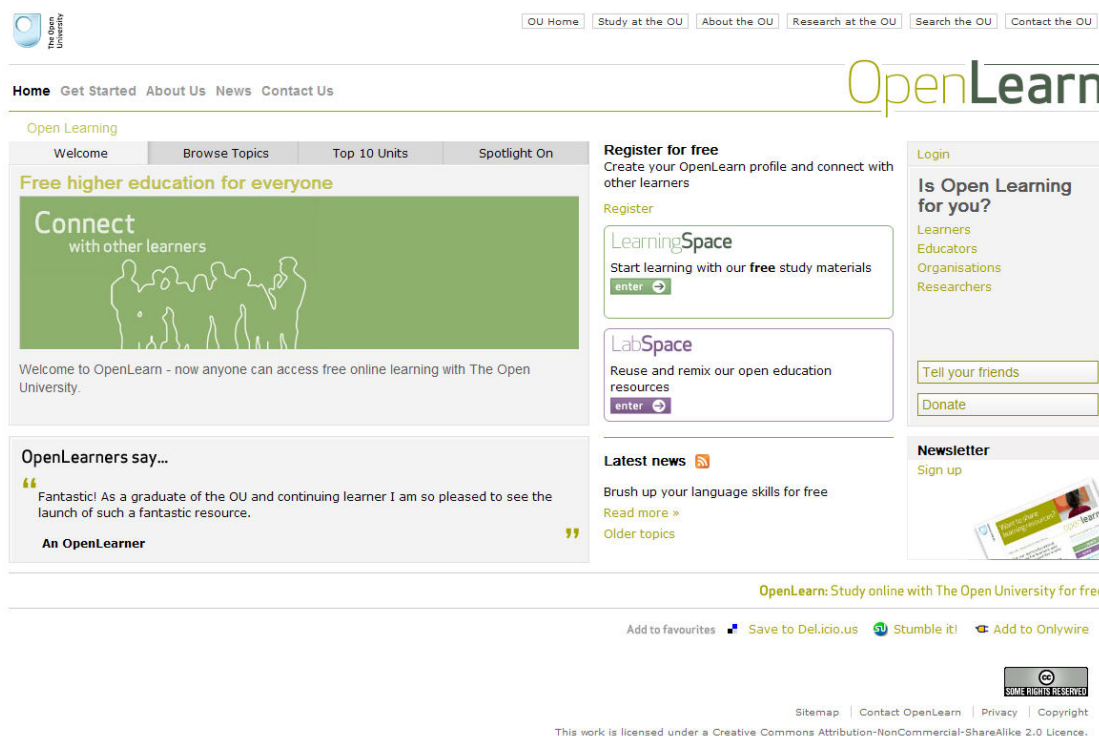 The Open
University
OU Home
Study at the OU
About the OU
Research at the OU
Search the OU
Contact the OU
Home Get Started About Us News Contact Us
OpenLearn
Open Learning
Welcome
Browse Topics
Top 10 Units
Spotlight On
Free higher education for everyone
Connect
with other learners
Welcome to OpenLearn - now anyone can access free online learning with The Open
University.
OpenLearners say...
“
Fantastic! As a graduate of the OU and continuing learner I am so pleased to see the
launch of such a fantastic resource.
”
An OpenLearner
Register for free
Create your OpenLearn profile and connect with
other learners
Register
LearningSpace
Start learning with our free study materials
enter
LabSpace
Reuse and remix our open education
resources
enter
Latest news
Brush up your language skills for free
Read more »
Older topics
Login
Is Open Learning
for you?
Learners
Educators
Organisations
Researchers
Tell your friends
Donate
Newsletter
Sign up
Want to share
learning resources?
openlearn
OpenLearn: Study online with The Open University for free
Add to favourites
Save to Del.icio.us
Stumble it!
Add to Onlywire
cc
SOME RIGHTS RESERVED
Sitemap | Contact OpenLearn | Privacy | Copyright
This work is licensed under a Creative Commons Attribution-NonCommercial-ShareAlike 2.0 Licence.